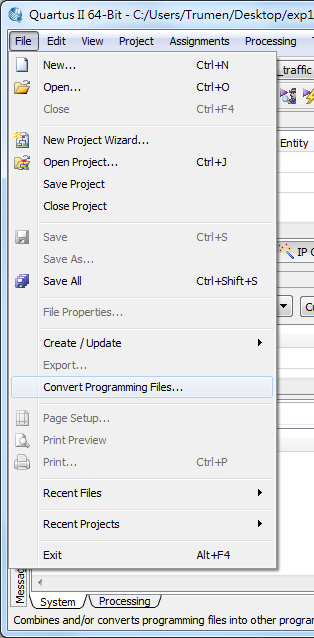 Quartus II 64-Bit - C:/Users/Trumen/Desktop/exp1
File Edit View Project Assignments Processing
New... Ctrl+N
_traffic
Open... Ctrl+O
Close Ctrl+F4
New Project Wizard...
Entity
Open Project... Ctrl+J
Save Project
Close Project
Save Ctrl+S
IP
Save As...
Save All Ctrl+Shift+S
File Properties...
Create / Update
Export...
Convert Programming Files...
Page Setup...
Print Preview
Print... Ctrl+P
Recent Files
Recent Projects
Exit Alt+F4
Messag
System Processing
Combines and/or converts programming files into other progra